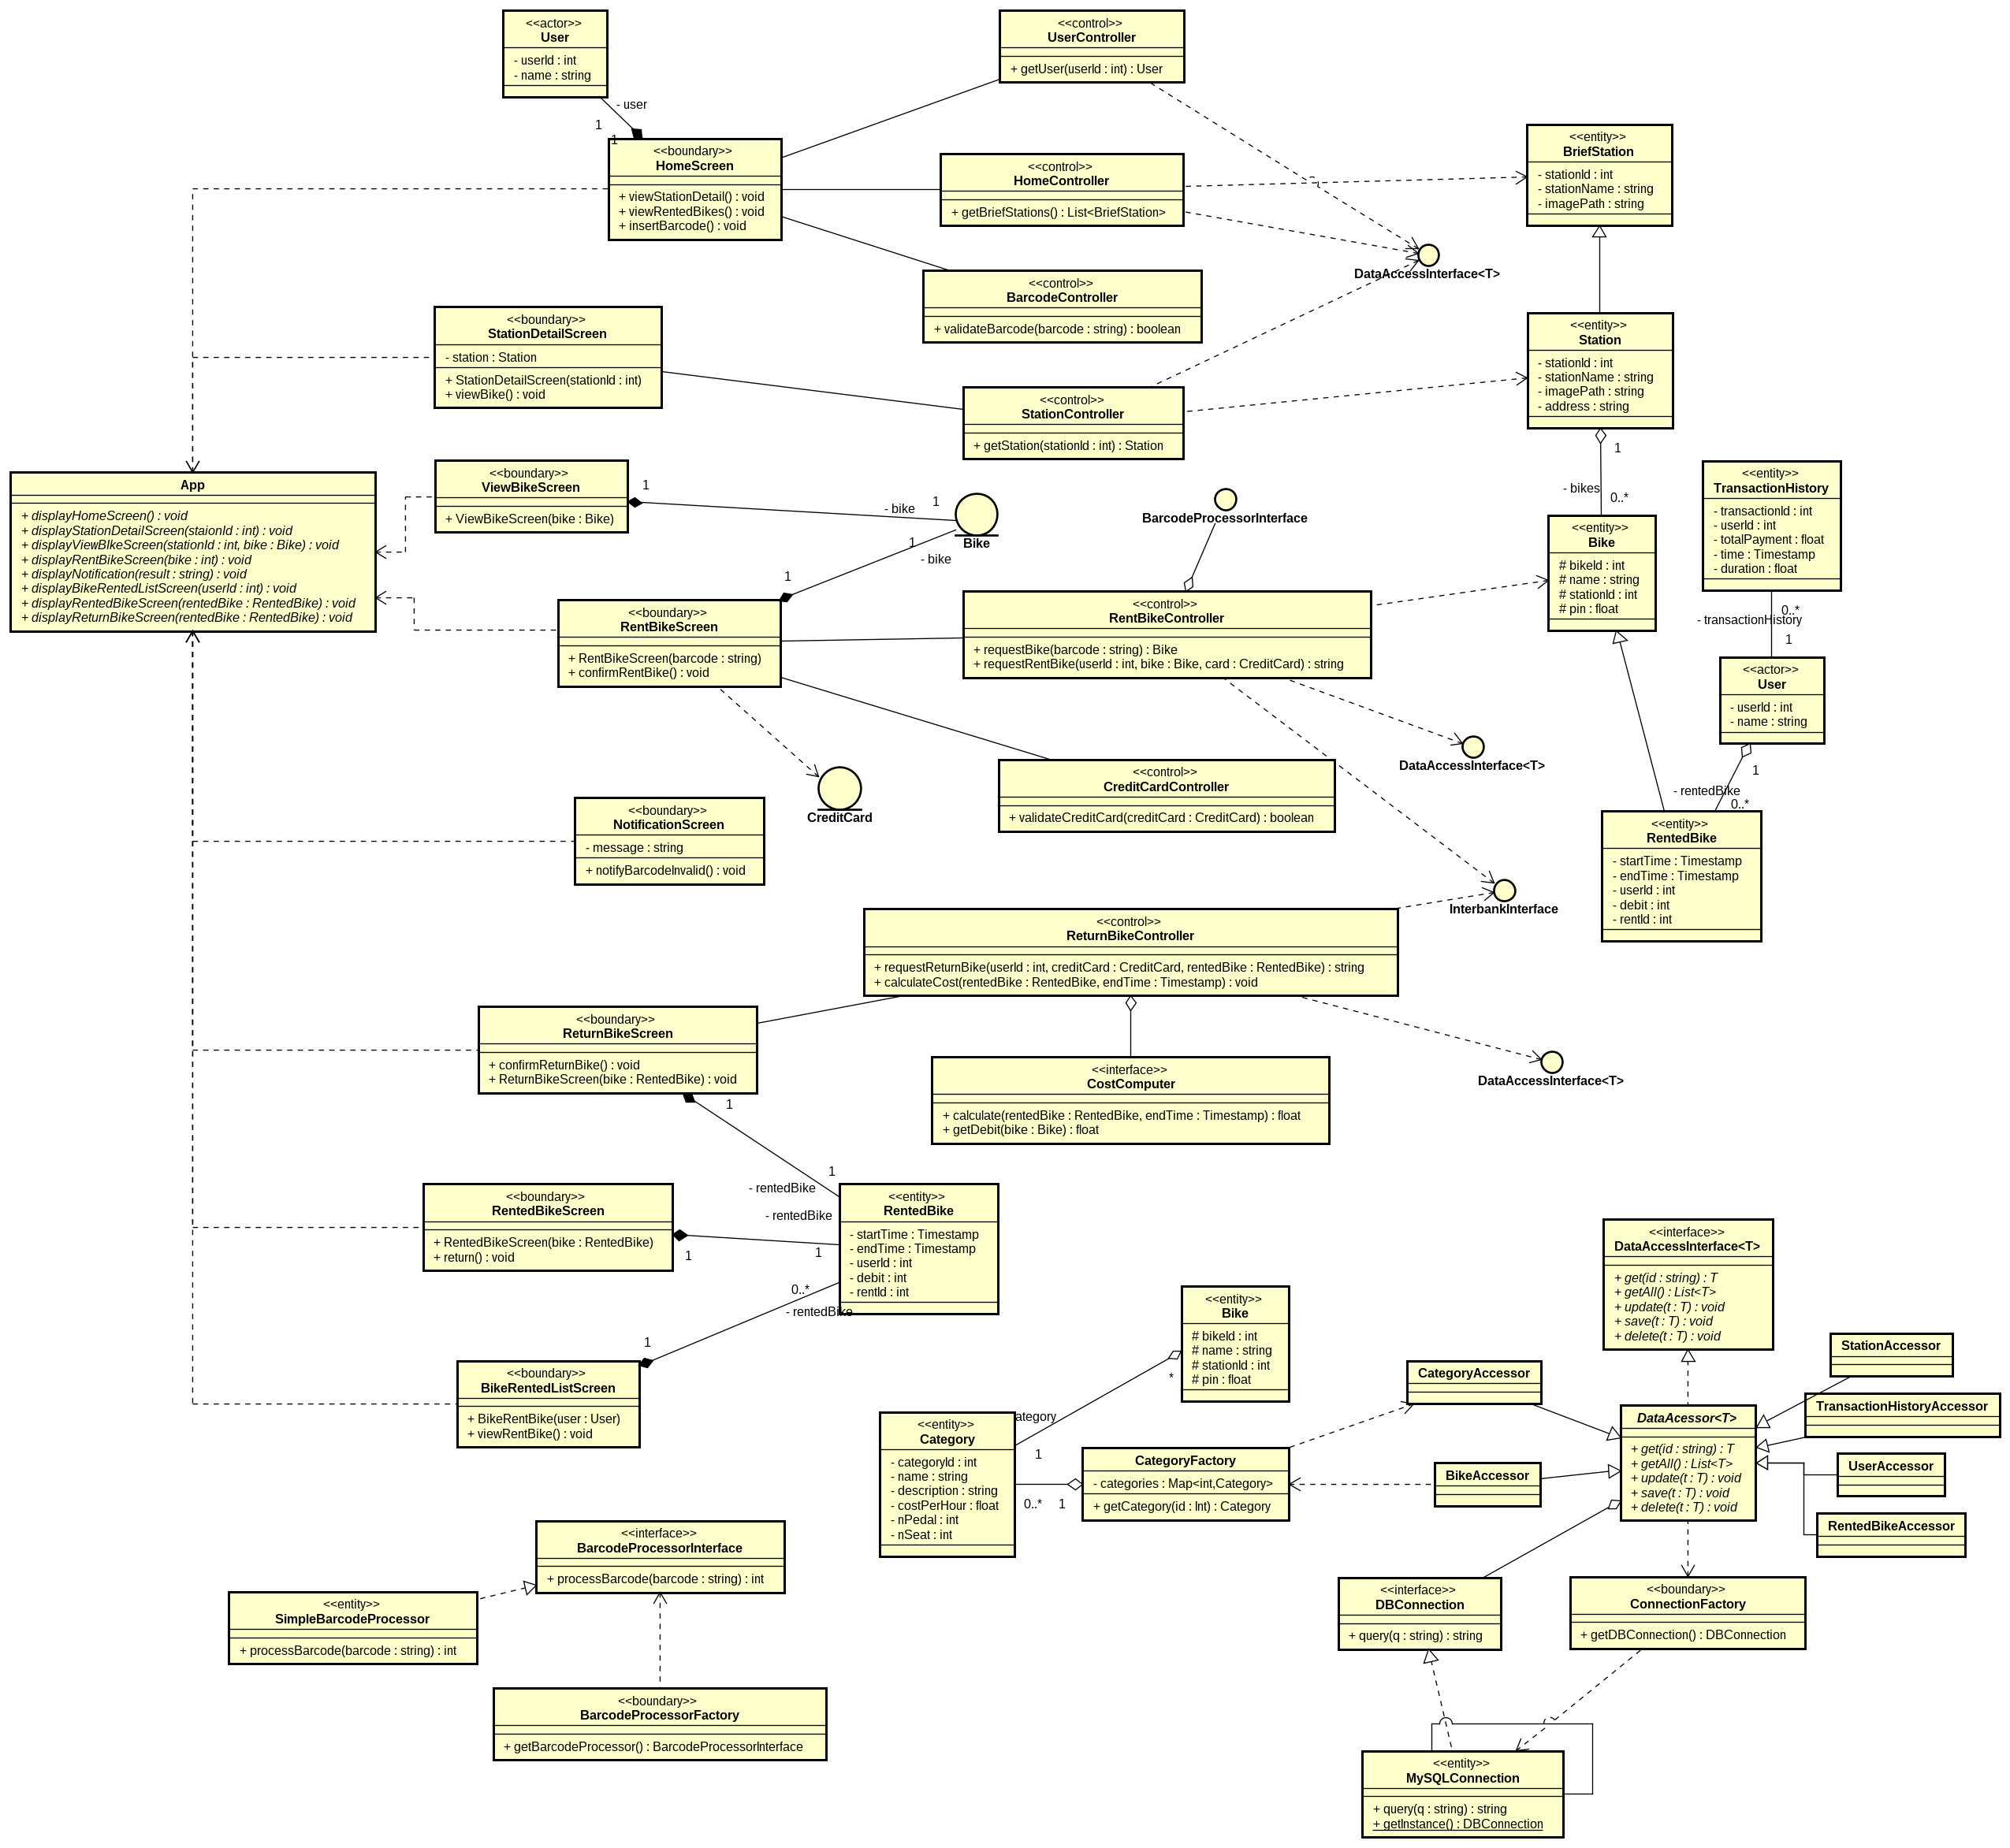 <<actor>>
User
- userId : int
- name : string
- user
1
1
<<control>>
UserController
+ getUser(userId : int) : User
<<boundary>>
HomeScreen
+ viewStationDetail() : void
+ viewRentedBikes() : void
+ insertBarcode() : void
<<control>>
HomeController
+ getBriefStations() : List<BriefStation>
<<entity>>
BriefStation
- stationId : int
- stationName : string
- imagePath : string
DataAccessInterface<T>
<<control>>
BarcodeController
+ validateBarcode(barcode : string) : boolean
<<boundary>>
StationDetailScreen
- station : Station
+ StationDetailScreen(stationId : int)
+ viewBike() : void
<<control>>
StationController
+ getStation(stationId : int) : Station
<<entity>>
Station
- stationId : int
- stationName : string
- imagePath : string
- address : string
1
- bikes
0..*
App
+ displayHomeScreen() : void
+ displayStationDetailScreen(staionId : int) : void
+ displayViewBIkeScreen(stationId : int, bike : Bike) : void
+ displayRentBikeScreen(bike : int) : void
+ displayNotification(result : string) : void
+ displayBikeRentedListScreen(userId : int) : void
+ displayRentedBikeScreen(rentedBike : RentedBike) : void
+ displayReturnBikeScreen(rentedBike : RentedBike) : void
<<boundary>>
ViewBikeScreen
+ ViewBikeScreen(bike : Bike)
1
- bike
1
Bike
1
- bike
1
BarcodeProcessorInterface
<<entity>>
TransactionHistory
- transactionId : int
- userId : int
- totalPayment : float
- time : Timestamp
- duration : float
0..*
- transactionHistory
1
<<entity>>
Bike
# bikeId : int
# name : string
# stationId : int
# pin : float
<<boundary>>
RentBikeScreen
+ RentBikeScreen(barcode : string)
+ confirmRentBike() : void
<<control>>
RentBikeController
+ requestBike(barcode : string) : Bike
+ requestRentBike(userId : int, bike : Bike, card : CreditCard) : string
<<actor>>
User
- userId : int
- name : string
1
- rentedBike
0..*
DataAccessInterface<T>
CreditCard
<<control>>
CreditCardController
+ validateCreditCard(creditCard : CreditCard) : boolean
<<boundary>>
NotificationScreen
- message : string
+ notifyBarcodeInvalid() : void
<<entity>>
RentedBike
- startTime : Timestamp
- endTime : Timestamp
- userId : int
- debit : int
- rentId : int
InterbankInterface
<<control>>
ReturnBikeController
+ requestReturnBike(userId : int, creditCard : CreditCard, rentedBike : RentedBike) : string
+ calculateCost(rentedBike : RentedBike, endTime : Timestamp) : void
<<boundary>>
ReturnBikeScreen
+ confirmReturnBike() : void
+ ReturnBikeScreen(bike : RentedBike) : void
<<interface>>
CostComputer
+ calculate(rentedBike : RentedBike, endTime : Timestamp) : float
+ getDebit(bike : Bike) : float
DataAccessInterface<T>
1
1
- rentedBike
<<boundary>>
RentedBikeScreen
+ RentedBikeScreen(bike : RentedBike)
+ return() : void
- rentedBike
1
1
<<entity>>
RentedBike
- startTime : Timestamp
- endTime : Timestamp
- userId : int
- debit : int
- rentId : int
0..*
- rentedBike
1
<<boundary>>
BikeRentedListScreen
+ BikeRentBike(user : User)
+ viewRentBike() : void
<<entity>>
Bike
# bikeId : int
# name : string
# stationId : int
# pin : float
*
ategory
1
<<interface>>
DataAccessInterface<T>
+ get(id : string) : T
+ getAll() : List<T>
+ update(t : T) : void
+ save(t : T) : void
+ delete(t : T) : void
StationAccessor
CategoryAccessor
TransactionHistoryAccessor
DataAcessor<T>
+ get(id : string) : T
+ getAll() : List<T>
+ update(t : T) : void
+ save(t : T) : void
+ delete(t : T) : void
<<entity>>
Category
- categoryId : int
- name : string
- description : string
- costPerHour : float
- nPedal : int
- nSeat : int
0..*
1
CategoryFactory
- categories : Map<int,Category>
+ getCategory(id : Int) : Category
BikeAccessor
UserAccessor
RentedBikeAccessor
<<interface>>
BarcodeProcessorInterface
+ processBarcode(barcode : string) : int
<<entity>>
SimpleBarcodeProcessor
+ processBarcode(barcode : string) : int
<<interface>>
DBConnection
+ query(q : string) : string
<<boundary>>
ConnectionFactory
+ getDBConnection() : DBConnection
<<boundary>>
BarcodeProcessorFactory
+ getBarcodeProcessor() : BarcodeProcessorInterface
<<entity>>
MySQLConnection
+ query(q : string) : string
+ getInstance() : DBConnection